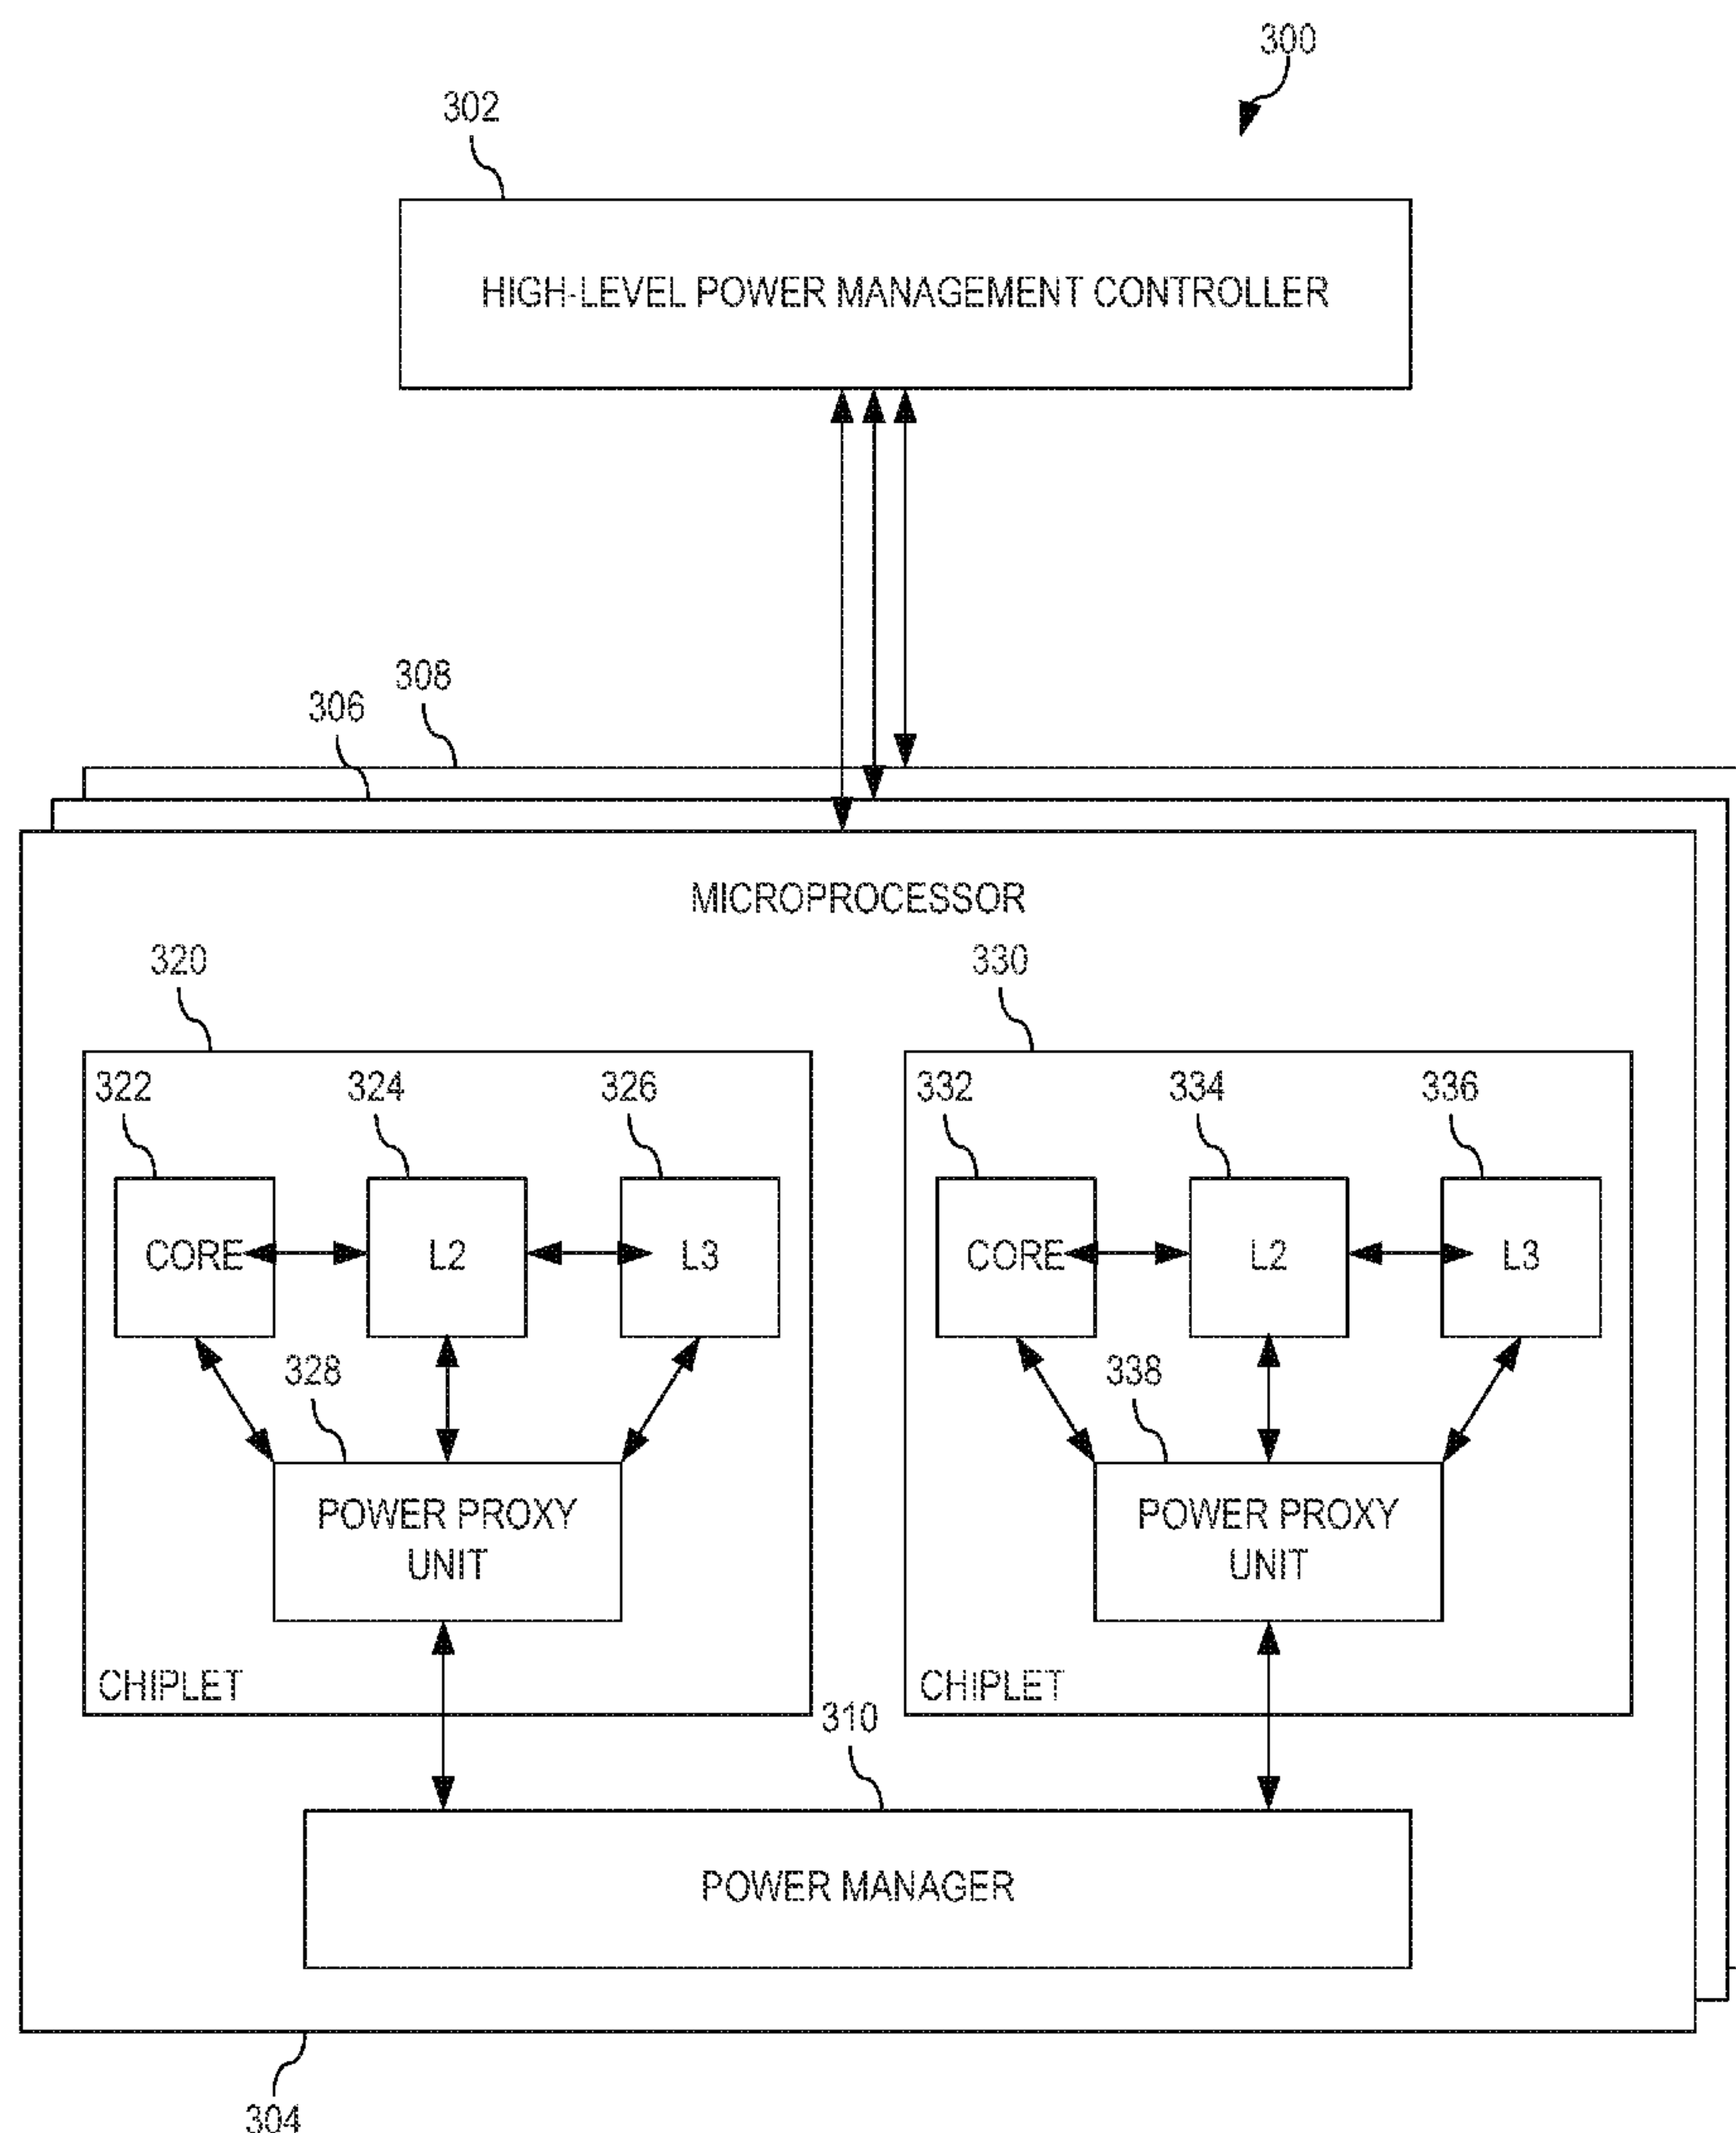 300
302
HIGH-LEVEL POWER MANAGEMENT CONTROLLER
308
306
MICROPROCESSOR
320
330
322
324
326
332
334
336
CORE
L2
L3
CORE
L2
L3
328
338
POWER PROXY
UNIT
POWER PROXY
UNIT
CHIPLET
CHIPLET
310
POWER MANAGER
304